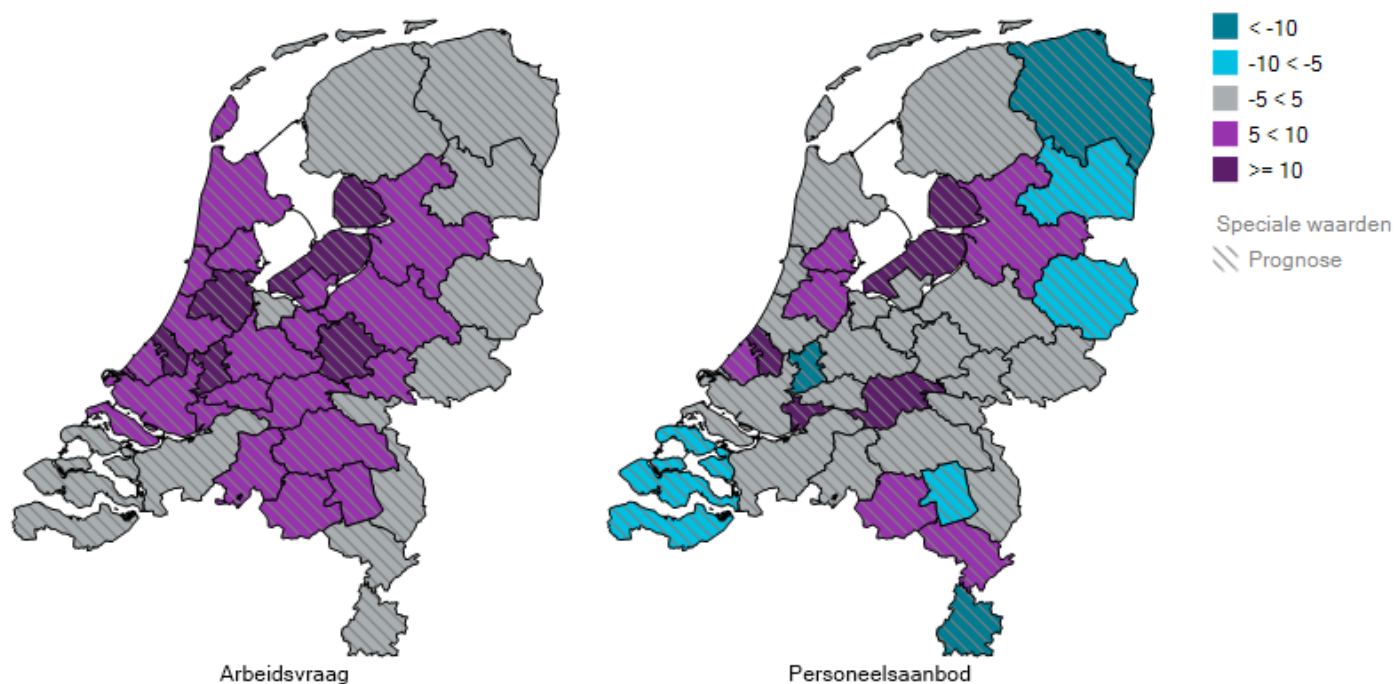 < -10
-10 < -5
-5 < 5
5 < 10
>= 10
Speciale waarden
Prognose
Arbeidsvraag
Personeelsaanbod